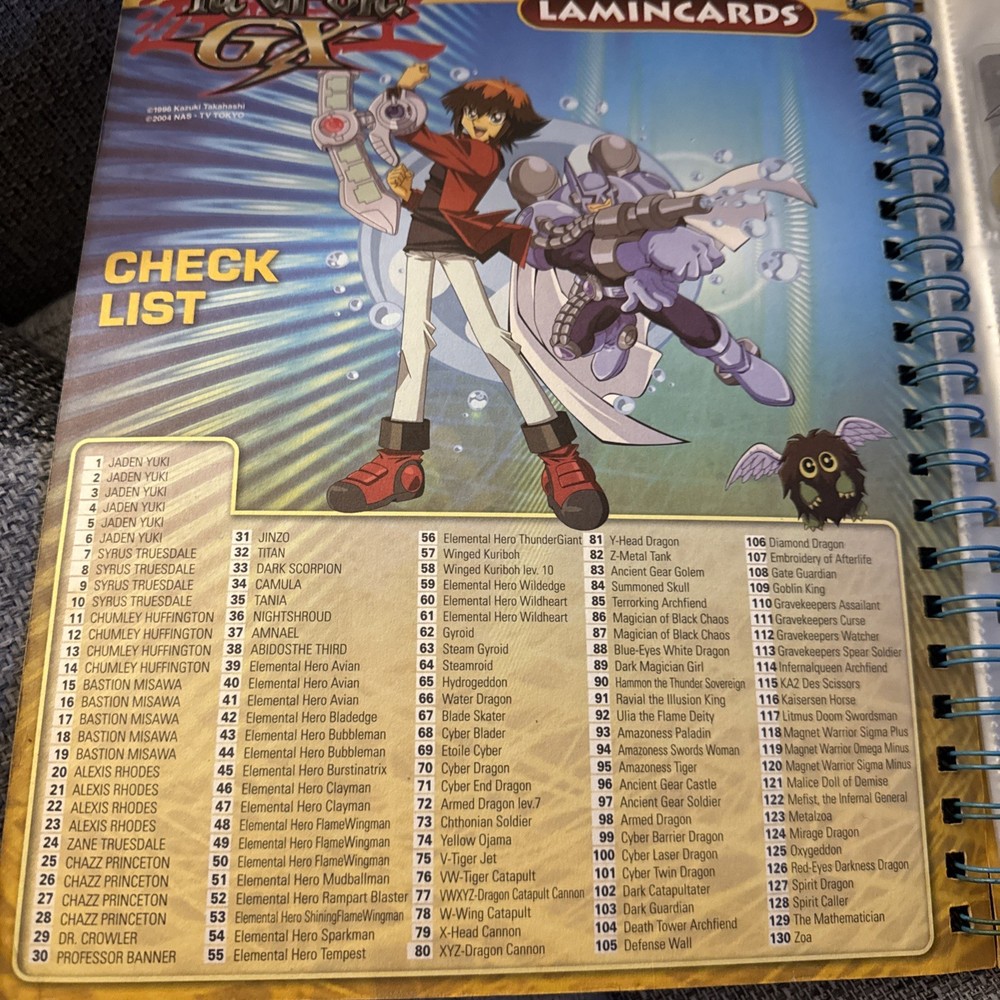 Yu-Gi-Oh!
GX
LAMINCARDS
©1996 Kazuki Takahashi
©2004 NAS • TV TOKYO
CHECK
LIST
1 JADEN YUKI
2 JADEN YUKI
3 JADEN YUKI
4 JADEN YUKI
5 JADEN YUKI
6 JADEN YUKI
7 SYRUS TRUESDALE
8 SYRUS TRUESDALE
9 SYRUS TRUESDALE
10 SYRUS TRUESDALE
11 CHUMLEY HUFFINGTON
12 CHUMLEY HUFFINGTON
13 CHUMLEY HUFFINGTON
14 CHUMLEY HUFFINGTON
15 BASTION MISAWA
16 BASTION MISAWA
17 BASTION MISAWA
18 BASTION MISAWA
19 BASTION MISAWA
20 ALEXIS RHODES
21 ALEXIS RHODES
22 ALEXIS RHODES
23 ALEXIS RHODES
24 ZANE TRUESDALE
25 CHAZZ PRINCETON
26 CHAZZ PRINCETON
27 CHAZZ PRINCETON
28 CHAZZ PRINCETON
29 DR. CROWLER
30 PROFESSOR BANNER
31 JINZO
32 TITAN
33 DARK SCORPION
34 CAMULA
35 TANIA
36 NIGHTSHROUD
37 AMNAEL
38 ABIDOSTHE THIRD
39 Elemental Hero Avian
40 Elemental Hero Avian
41 Elemental Hero Avian
42 Elemental Hero Bladedge
43 Elemental Hero Bubbleman
44 Elemental Hero Bubbleman
45 Elemental Hero Burstinatrix
46 Elemental Hero Clayman
47 Elemental Hero Clayman
48 Elemental Hero FlameWingman
49 Elemental Hero FlameWingman
50 Elemental Hero FlameWingman
51 Elemental Hero Mudballman
52 Elemental Hero Rampart Blaster
53 Elemental Hero ShiningFlameWingman
54 Elemental Hero Sparkman
55 Elemental Hero Tempest
56 Elemental Hero ThunderGiant
57 Winged Kuriboh
58 Winged Kuriboh lev. 10
59 Elemental Hero Wildedge
60 Elemental Hero Wildheart
61 Elemental Hero Wildheart
62 Gyroid
63 Steam Gyroid
64 Steamroid
65 Hydrogeddon
66 Water Dragon
67 Blade Skater
68 Cyber Blader
69 Etoile Cyber
70 Cyber Dragon
71 Cyber End Dragon
72 Armed Dragon lev.7
73 Chthonian Soldier
74 Yellow Ojama
75 V-Tiger Jet
76 VW-Tiger Catapult
77 VWXYZ-Dragon Catapult Cannon
78 W-Wing Catapult
79 X-Head Cannon
80 XYZ-Dragon Cannon
81 Y-Head Dragon
82 Z-Metal Tank
83 Ancient Gear Golem
84 Summoned Skull
85 Terrorking Archfiend
86 Magician of Black Chaos
87 Magician of Black Chaos
88 Blue-Eyes White Dragon
89 Dark Magician Girl
90 Hammon the Thunder Sovereign
91 Ravial the Illusion King
92 Ulia the Flame Deity
93 Amazoness Paladin
94 Amazoness Swords Woman
95 Amazoness Tiger
96 Ancient Gear Castle
97 Ancient Gear Soldier
98 Armed Dragon
99 Cyber Barrier Dragon
100 Cyber Laser Dragon
101 Cyber Twin Dragon
102 Dark Catapultater
103 Dark Guardian
104 Death Tower Archfiend
105 Defense Wall
106 Diamond Dragon
107 Embroidery of Afterlife
108 Gate Guardian
109 Goblin King
110 Gravekeepers Assailant
111 Gravekeepers Curse
112 Gravekeepers Watcher
113 Gravekeepers Spear Soldier
114 Infernalqueen Archfiend
115 KA2 Des Scissors
116 Kaisersen Horse
117 Litmus Doom Swordsman
118 Magnet Warrior Sigma Plus
119 Magnet Warrior Omega Minus
120 Magnet Warrior Sigma Minus
121 Malice Doll of Demise
122 Mefist, the Infernal General
123 Metalzoa
124 Mirage Dragon
125 Oxygeddon
126 Red-Eyes Darkness Dragon
127 Spirit Dragon
128 Spirit Caller
129 The Mathematician
130 Zoa